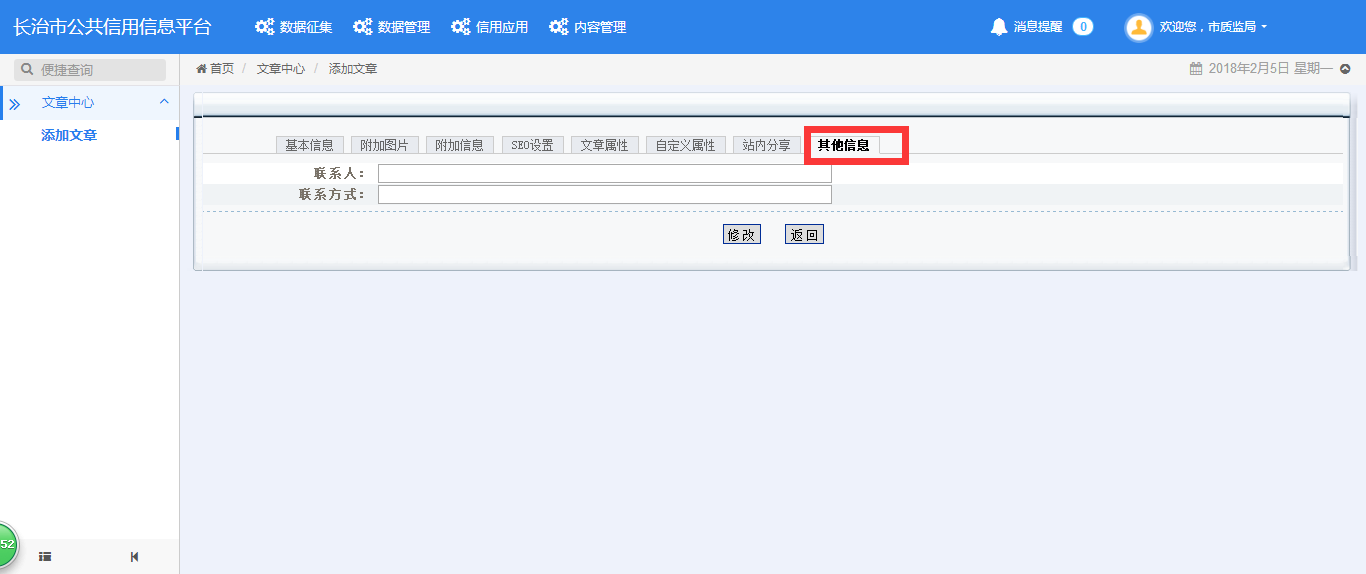 长治市公共信用信息平台 数据征集 数据管理 信用应用 内容管理 消息提醒 0 欢迎您，市质监局
便捷查询 首页 / 文章中心 / 添加文章 2018年2月5日 星期一
文章中心
添加文章
基本信息 附加图片 附加信息 SEO设置 文章属性 自定义属性 站内分享 其他信息
联系人：
联系方式：
修改 返回
52